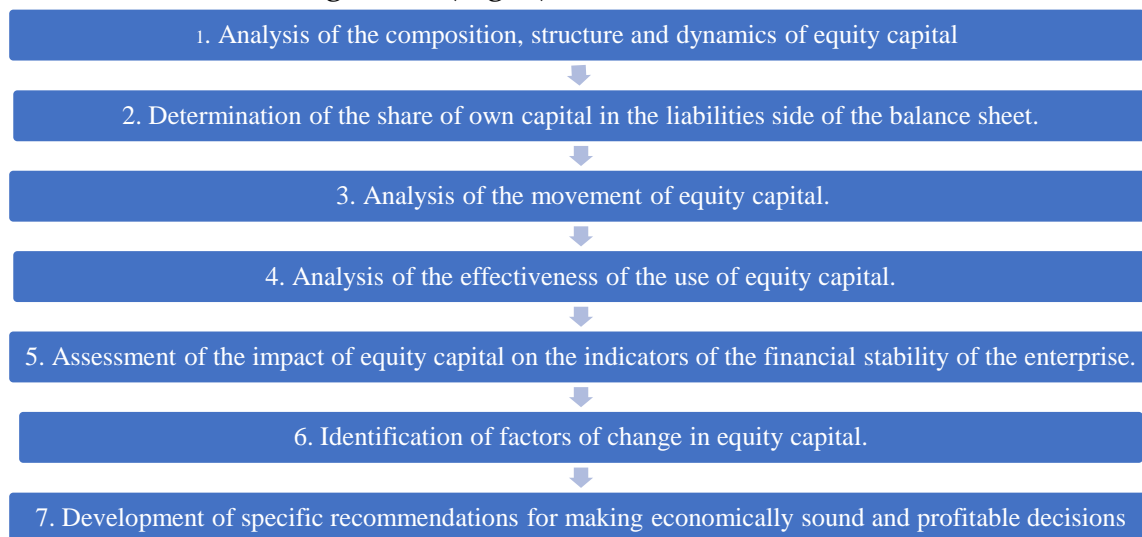 1. Analysis of the composition, structure and dynamics of equity capital
2. Determination of the share of own capital in the liabilities side of the balance sheet.
3. Analysis of the movement of equity capital.
4. Analysis of the effectiveness of the use of equity capital.
5. Assessment of the impact of equity capital on the indicators of the financial stability of the enterprise.
6. Identification of factors of change in equity capital.
7. Development of specific recommendations for making economically sound and profitable decisions